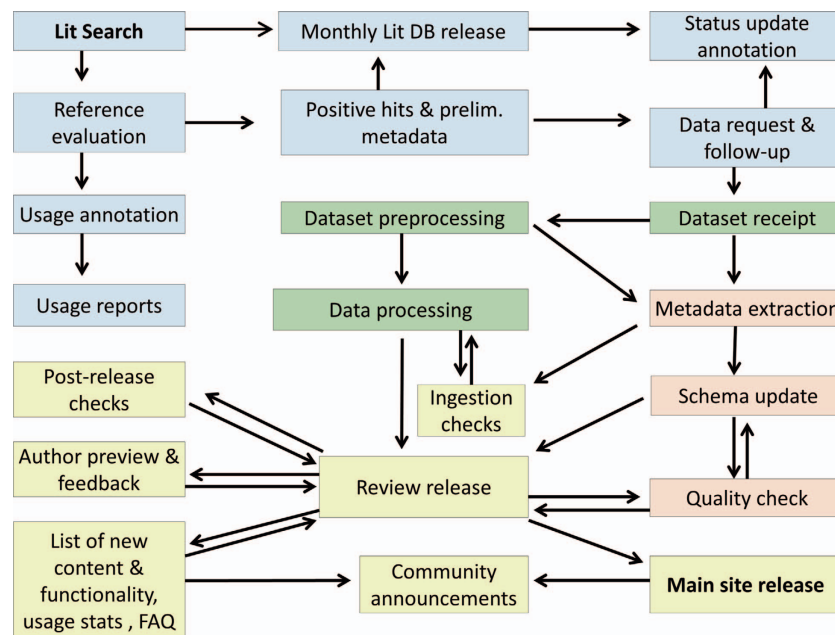 Lit Search
Monthly Lit DB release
Status update
annotation
Reference
evaluation
Positive hits & prelim.
metadata
Data request &
follow-up
Usage annotation
Dataset preprocessing
Dataset receipt
Usage reports
Data processing
Metadata extraction
Post-release
checks
Ingestion
checks
Schema update
Author preview &
feedback
Review release
Quality check
List of new
content &
functionality,
usage stats , FAQ
Community
announcements
Main site release